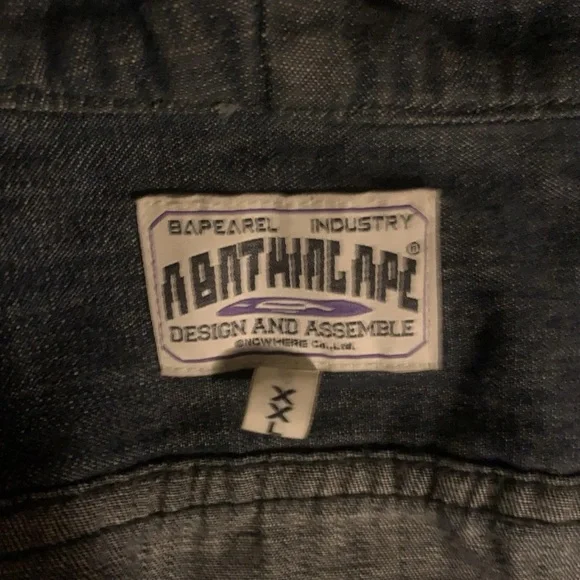 BAPEAREL INDUSTRY
A BATHING APE®
DESIGN AND ASSEMBLE
©NOWHERE Co.,Ltd.
XXL